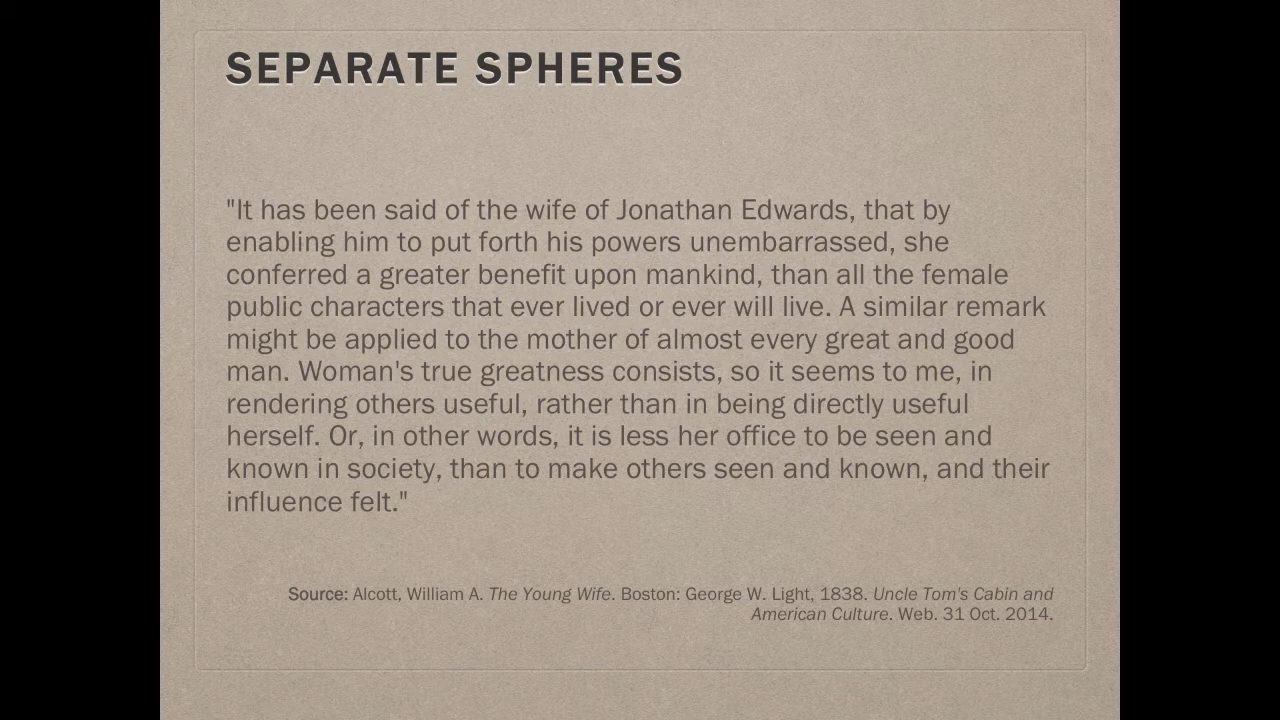 SEPARATE SPHERES
"It has been said of the wife of Jonathan Edwards, that by
enabling him to put forth his powers unembarrassed, she
conferred a greater benefit upon mankind, than all the female
public characters that ever lived or ever will live. A similar remark
might be applied to the mother of almost every great and good
man. Woman's true greatness consists, so it seems to me, in
rendering others useful, rather than in being directly useful
herself. Or, in other words, it is less her office to be seen and
known in society, than to make others seen and known, and their
influence felt."
Source: Alcott, William A. The Young Wife. Boston: George W. Light, 1838. Uncle Tom's Cabin and
American Culture. Web. 31 Oct. 2014.